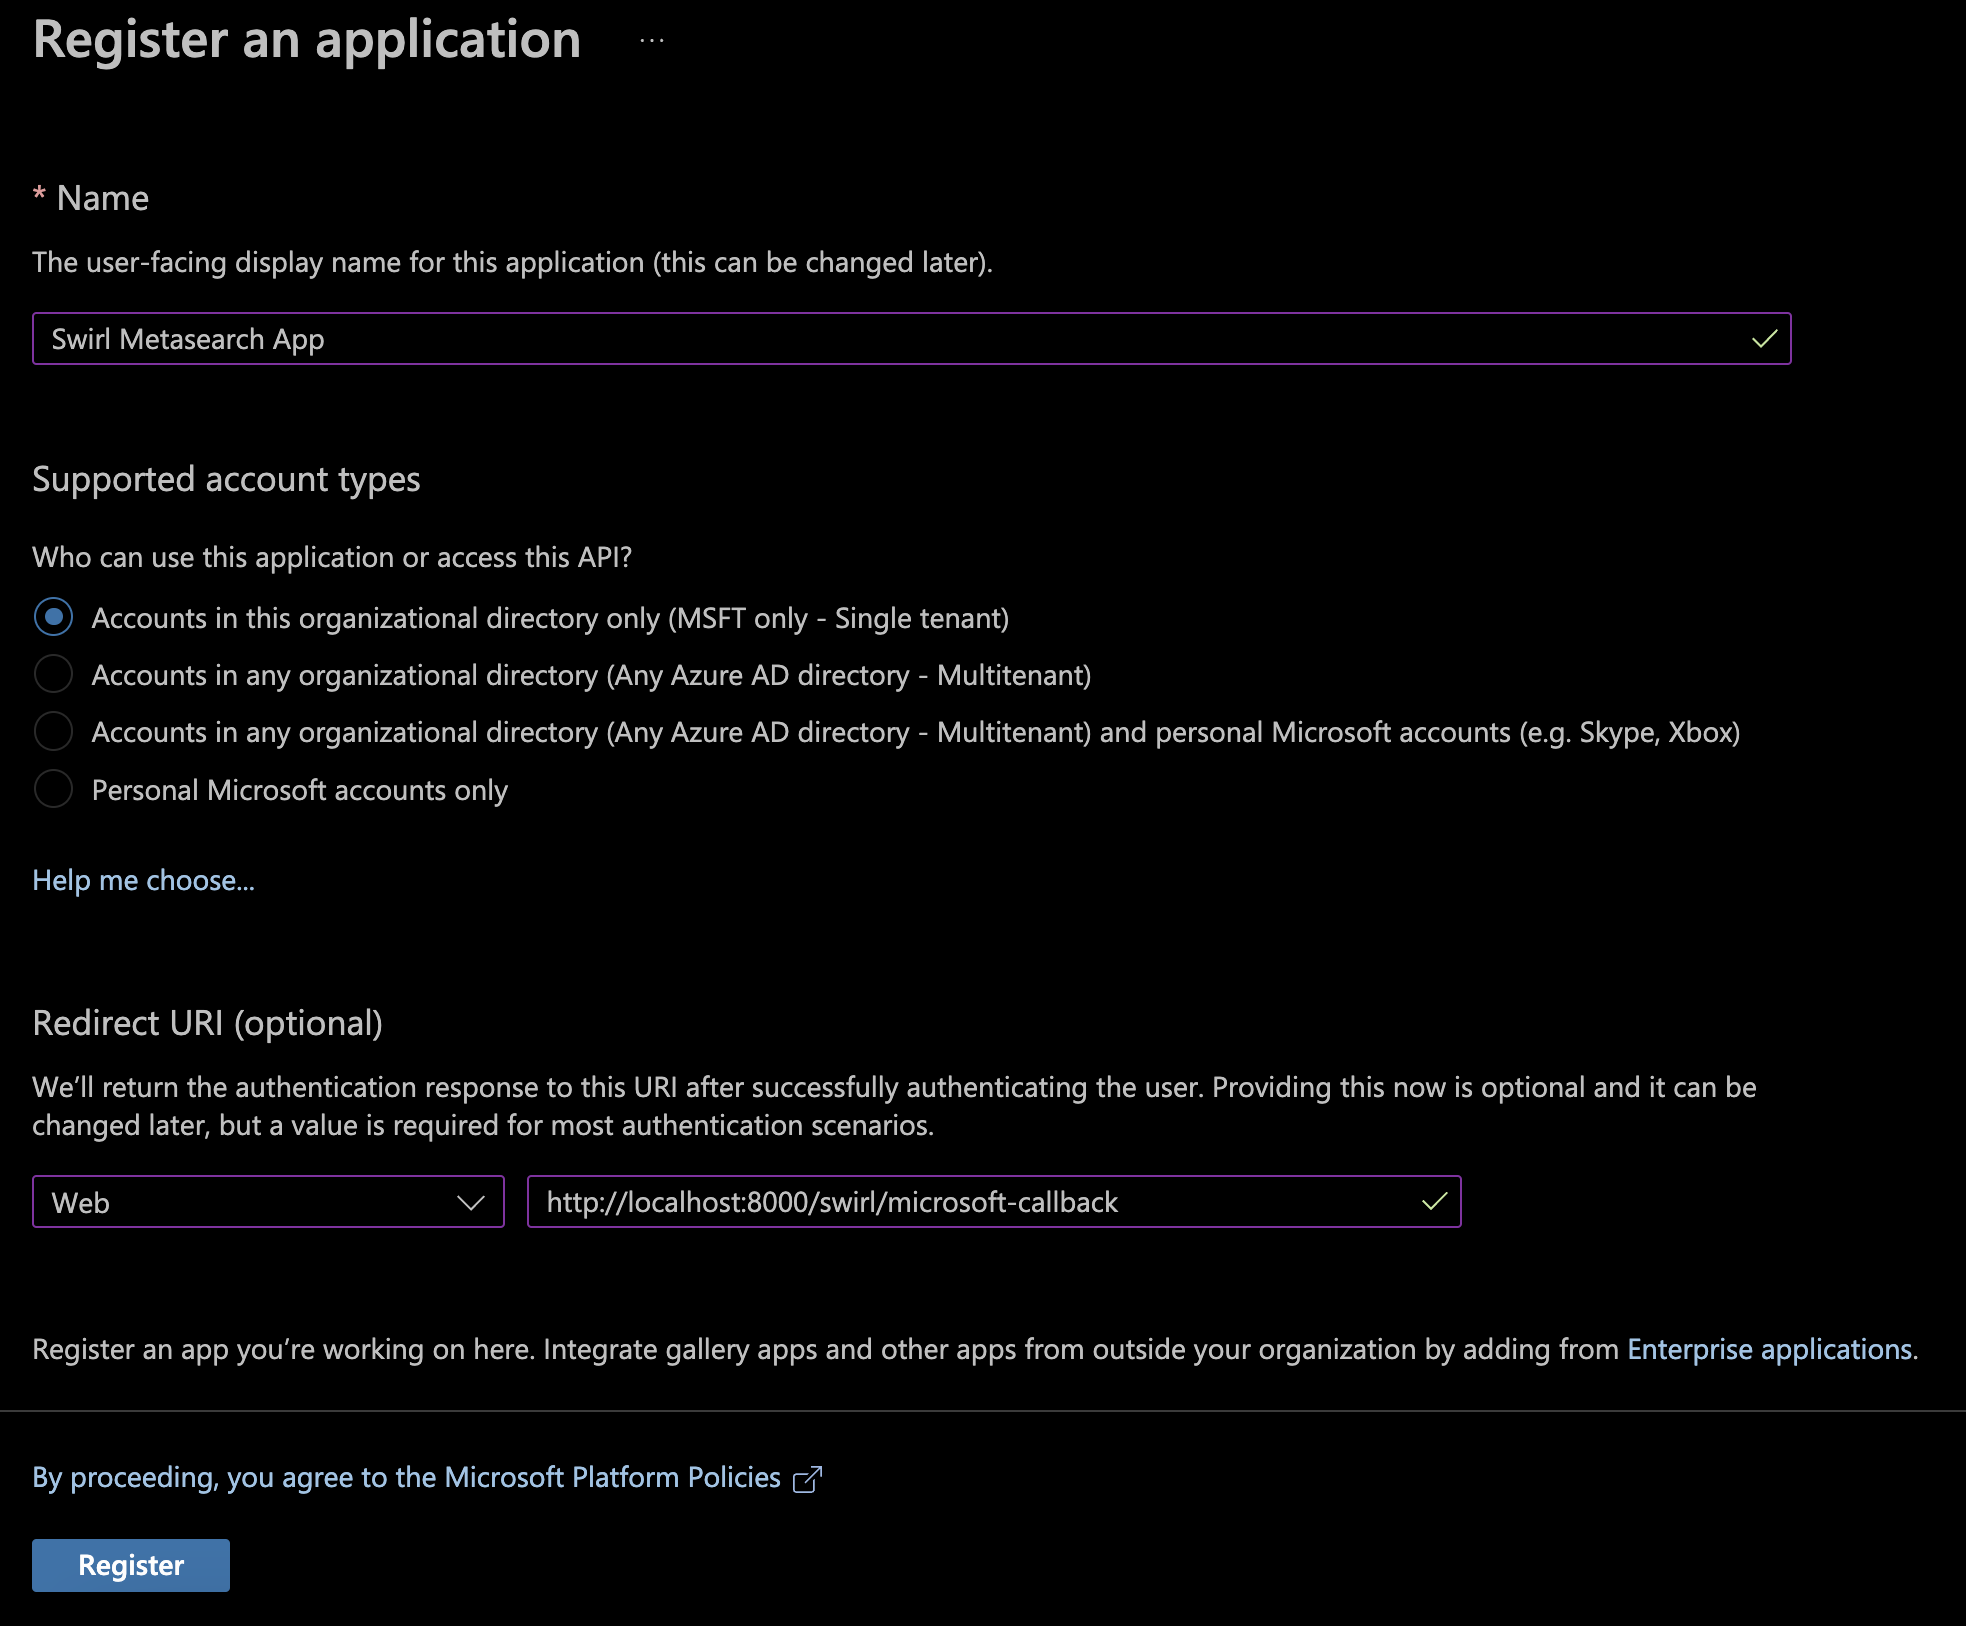 Register an application ...
* Name
The user-facing display name for this application (this can be changed later).
Swirl Metasearch App
Supported account types
Who can use this application or access this API?
Accounts in this organizational directory only (MSFT only - Single tenant)
Accounts in any organizational directory (Any Azure AD directory - Multitenant)
Accounts in any organizational directory (Any Azure AD directory - Multitenant) and personal Microsoft accounts (e.g. Skype, Xbox)
Personal Microsoft accounts only
Help me choose...
Redirect URI (optional)
We’ll return the authentication response to this URI after successfully authenticating the user. Providing this now is optional and it can be
changed later, but a value is required for most authentication scenarios.
Web http://localhost:8000/swirl/microsoft-callback
Register an app you’re working on here. Integrate gallery apps and other apps from outside your organization by adding from Enterprise applications.
By proceeding, you agree to the Microsoft Platform Policies
Register